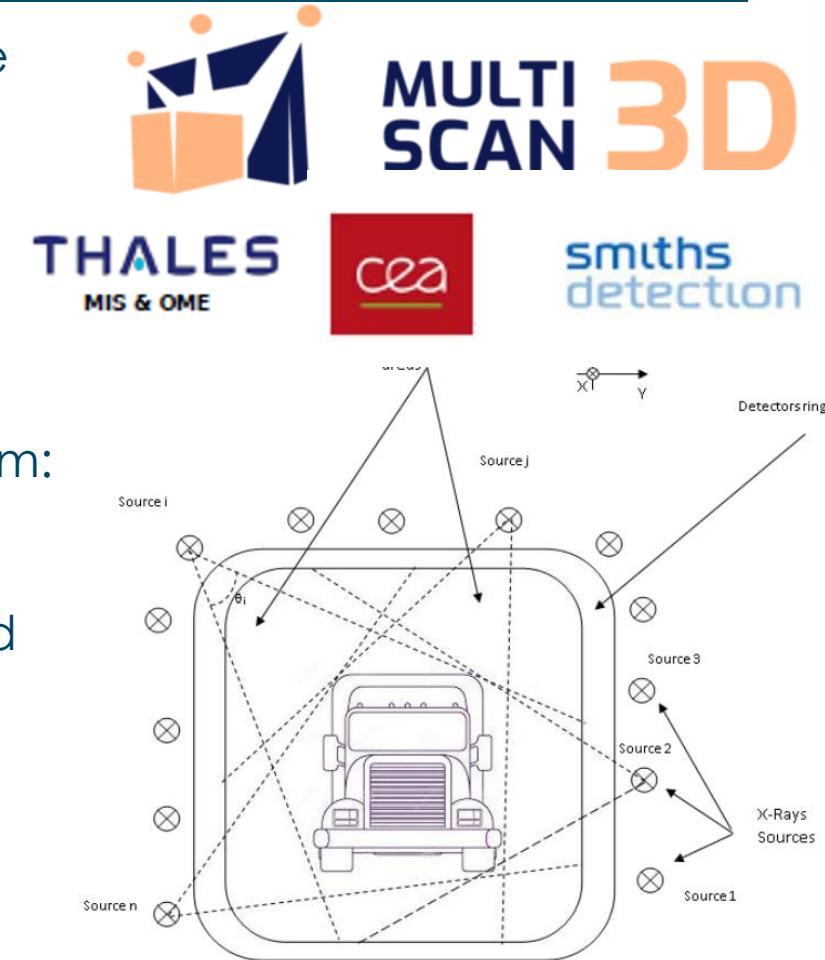 e
MULTI
SCAN
3D
THALES
MIS & OME
cea
smiths
detection
areas
X
Y
Detectors ring
m:
Source j
Source i
θi
d
Source 3
Source 2
X-Rays
Sources
Source 1
Source n